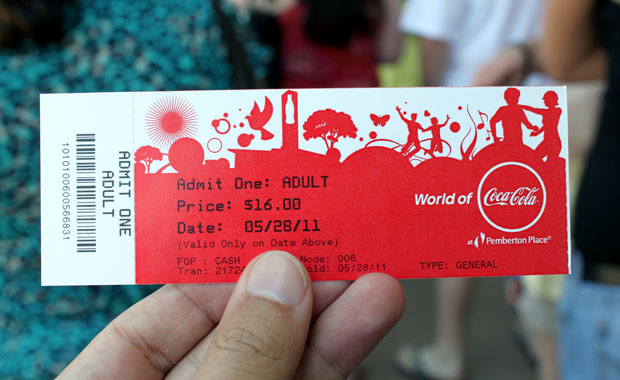 1010100600566831
ADMIT ONE
ADULT
Admit One: ADULT
Price: $16.00
Date: 05/28/11
(Valid Only on Date Above)
FOP : CASH Node: 006
Tran: 2172 old: 05/28/11 TYPE: GENERAL
World of
Coca-Cola
at Pemberton Place